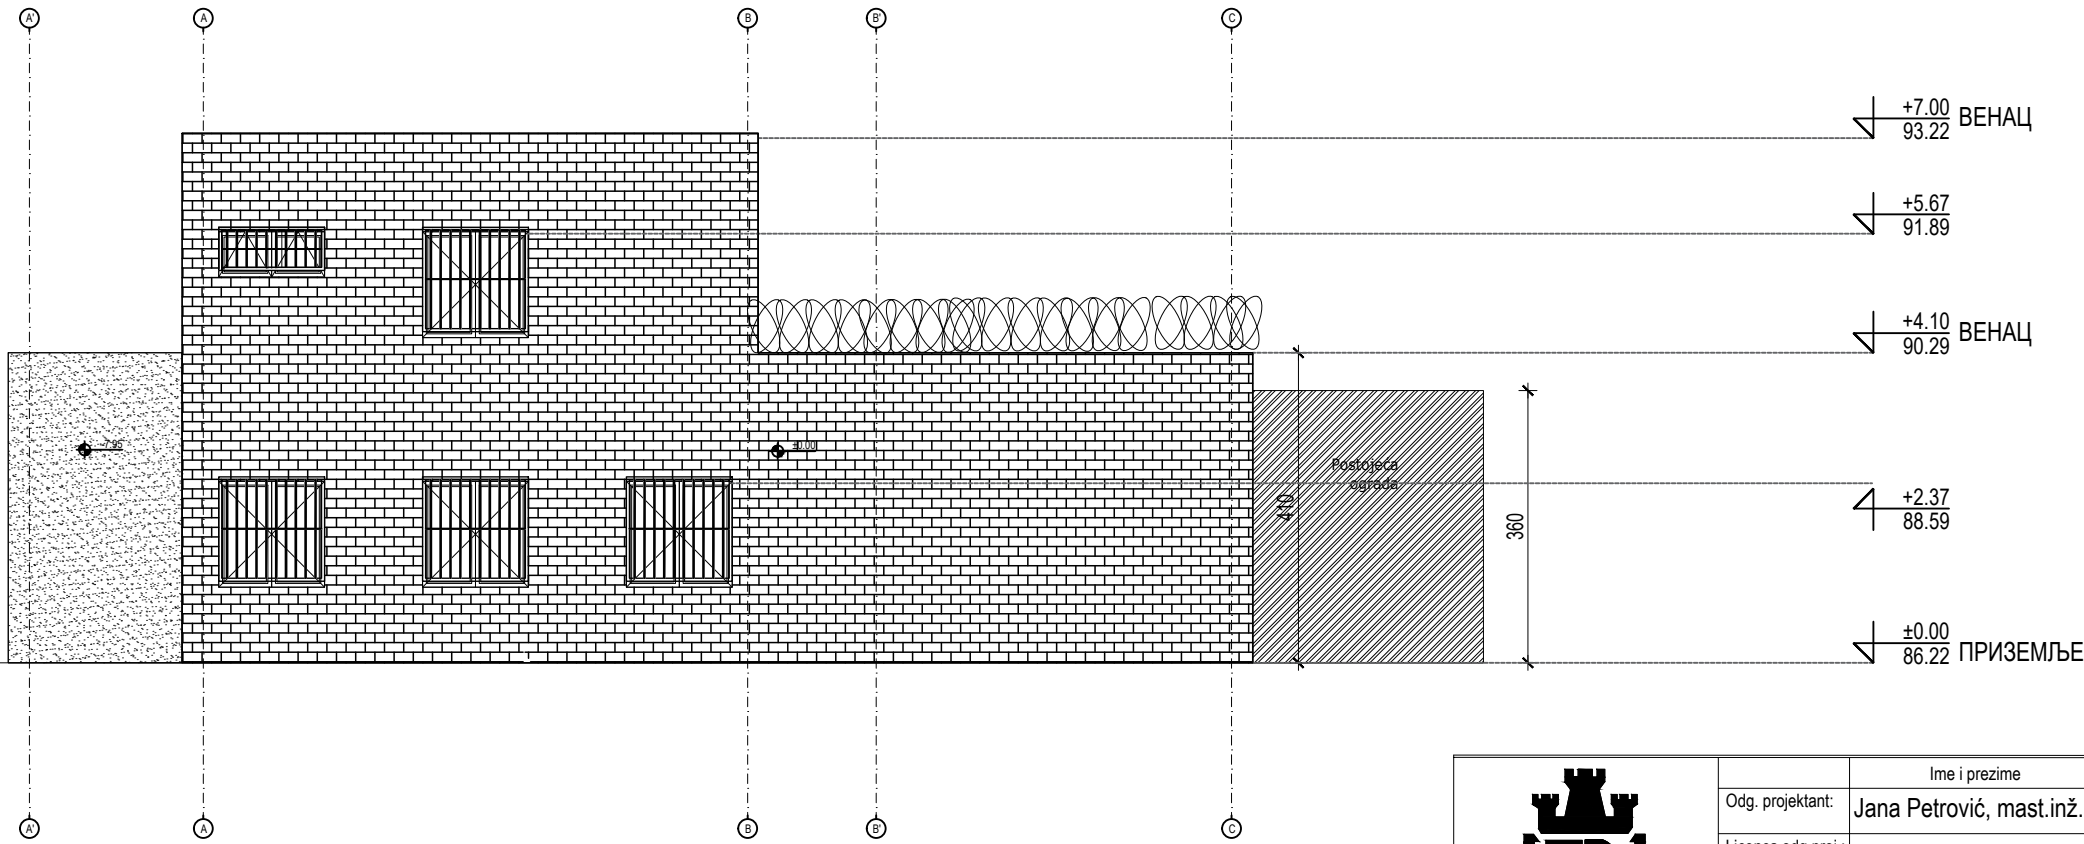 A' A B B' C
+7.00 ВЕНАЦ
93.22
+5.67
91.89
+4.10 ВЕНАЦ
90.29
-7.95
±0.00
Postojeća
ograda
410
360
+2.37
88.59
±0.00 ПРИЗЕМЉЕ
86.22
A' A B B' C
Ime i prezime
Odg. projektant: Jana Petrović, mast.inž.